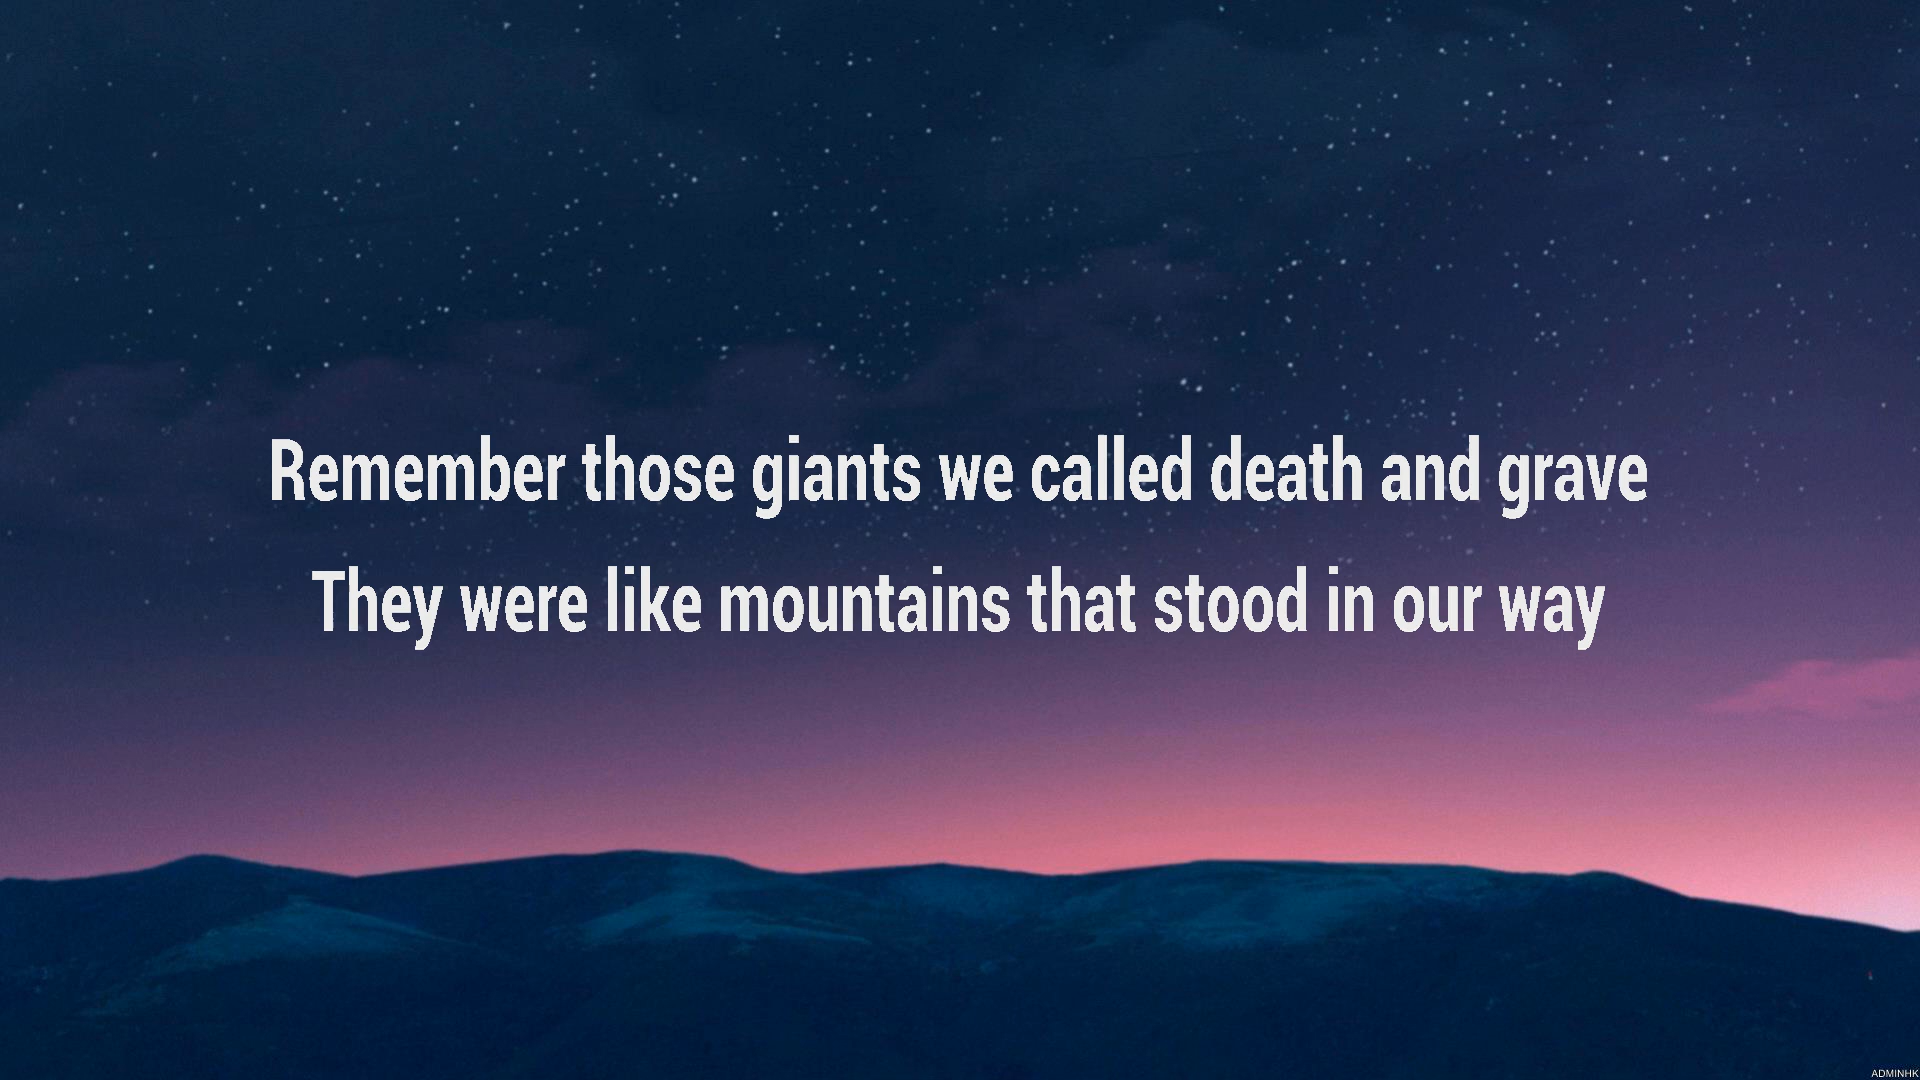 Remember those giants we called death and grave
They were like mountains that stood in our way
ADMINHK